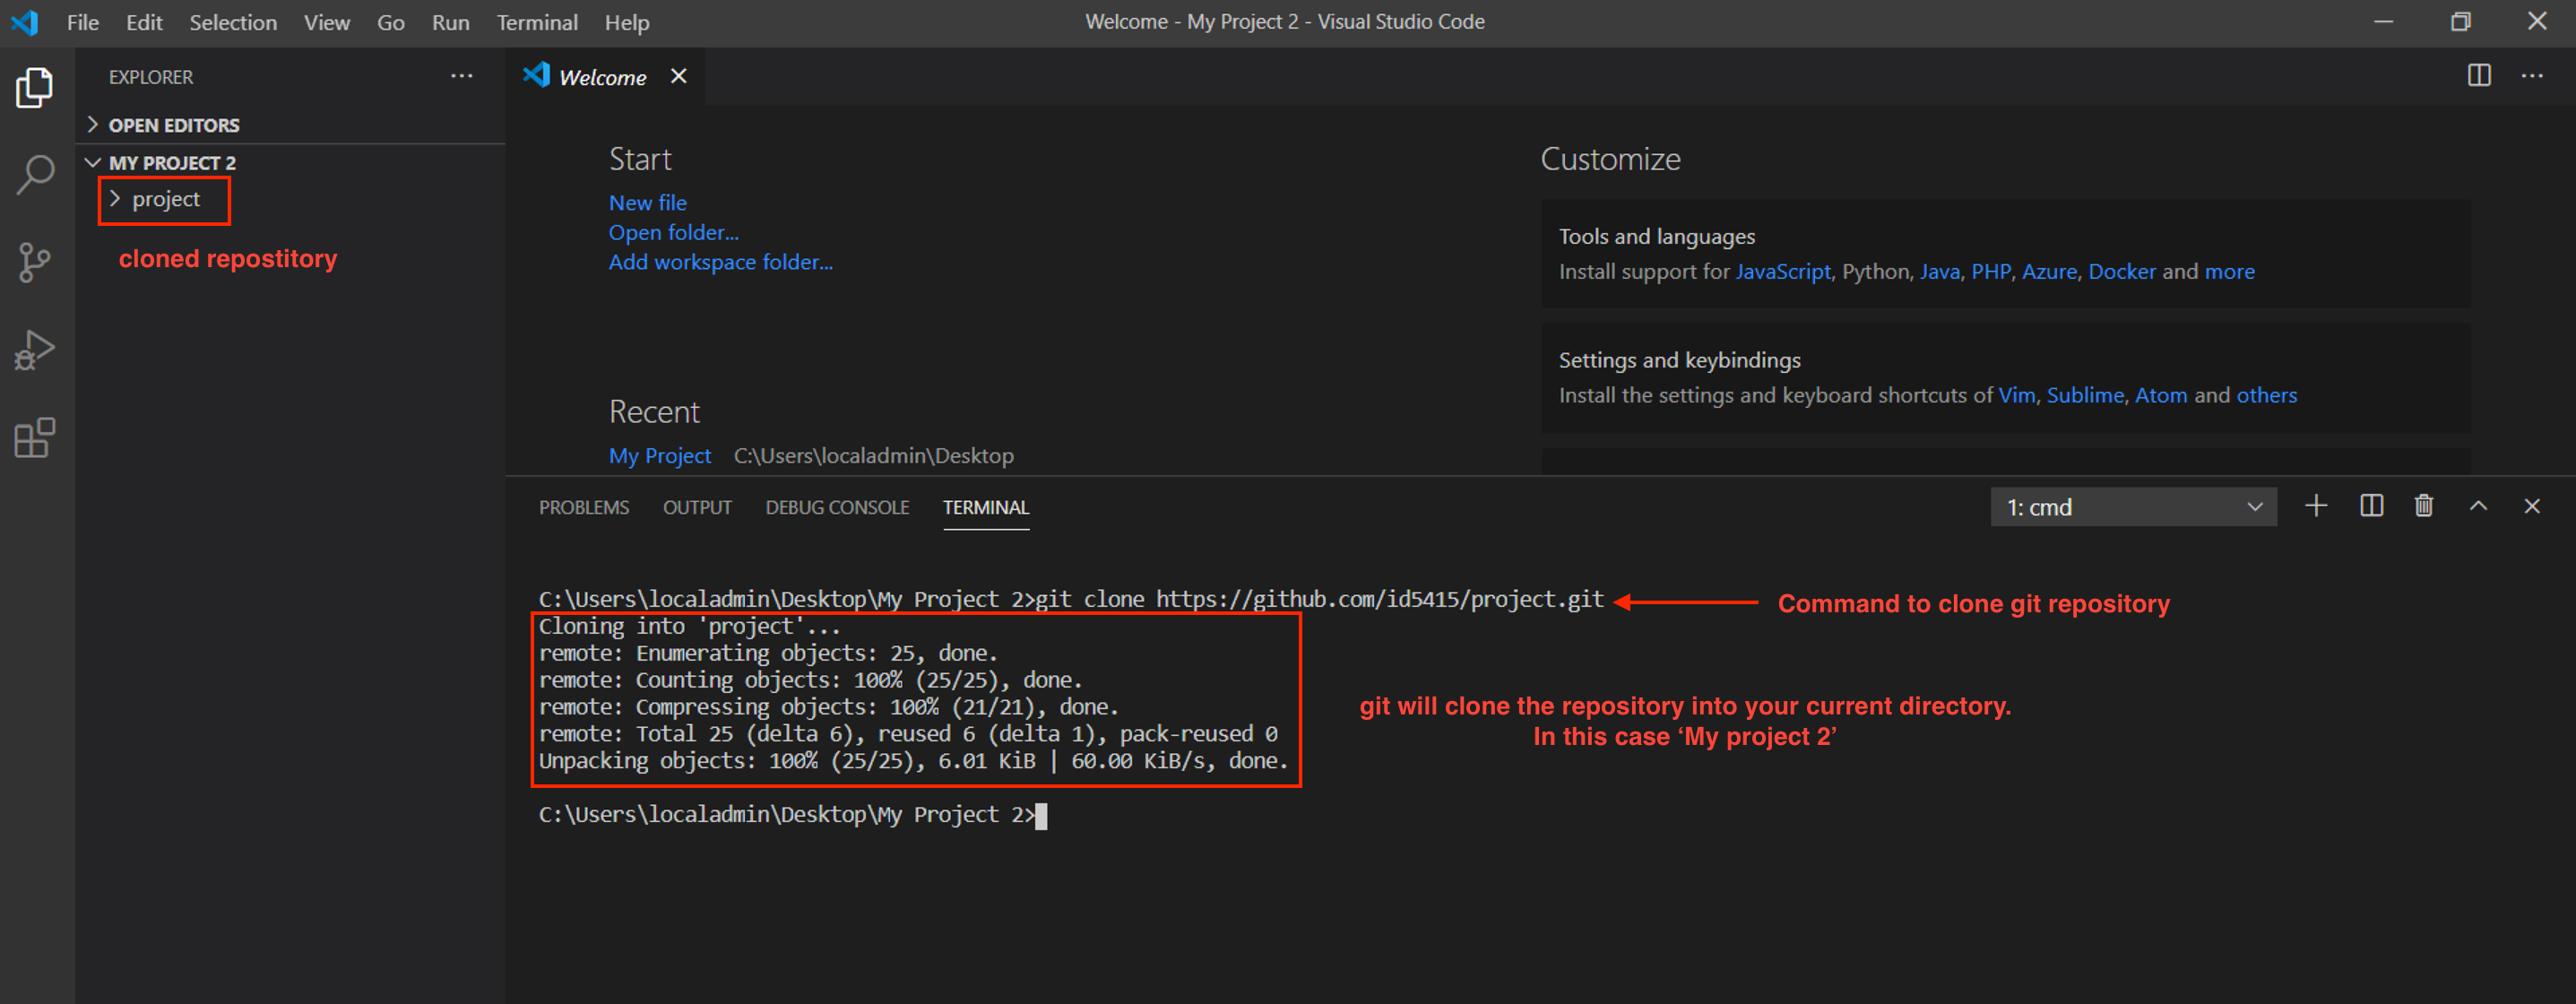 File Edit Selection View Go Run Terminal Help
Welcome - My Project 2 - Visual Studio Code
EXPLORER
OPEN EDITORS
MY PROJECT 2
project
cloned repostitory
Welcome
Start
New file
Open folder...
Add workspace folder...
Recent
My Project C:\Users\localadmin\Desktop
Customize
Tools and languages
Install support for JavaScript, Python, Java, PHP, Azure, Docker and more
Settings and keybindings
Install the settings and keyboard shortcuts of Vim, Sublime, Atom and others
PROBLEMS OUTPUT DEBUG CONSOLE TERMINAL
1: cmd
C:\Users\localadmin\Desktop\My Project 2>git clone https://github.com/id5415/project.git
Command to clone git repository
Cloning into 'project'...
remote: Enumerating objects: 25, done.
remote: Counting objects: 100% (25/25), done.
remote: Compressing objects: 100% (21/21), done.
remote: Total 25 (delta 6), reused 6 (delta 1), pack-reused 0
Unpacking objects: 100% (25/25), 6.01 KiB | 60.00 KiB/s, done.
git will clone the repository into your current directory.
In this case ‘My project 2’
C:\Users\localadmin\Desktop\My Project 2>